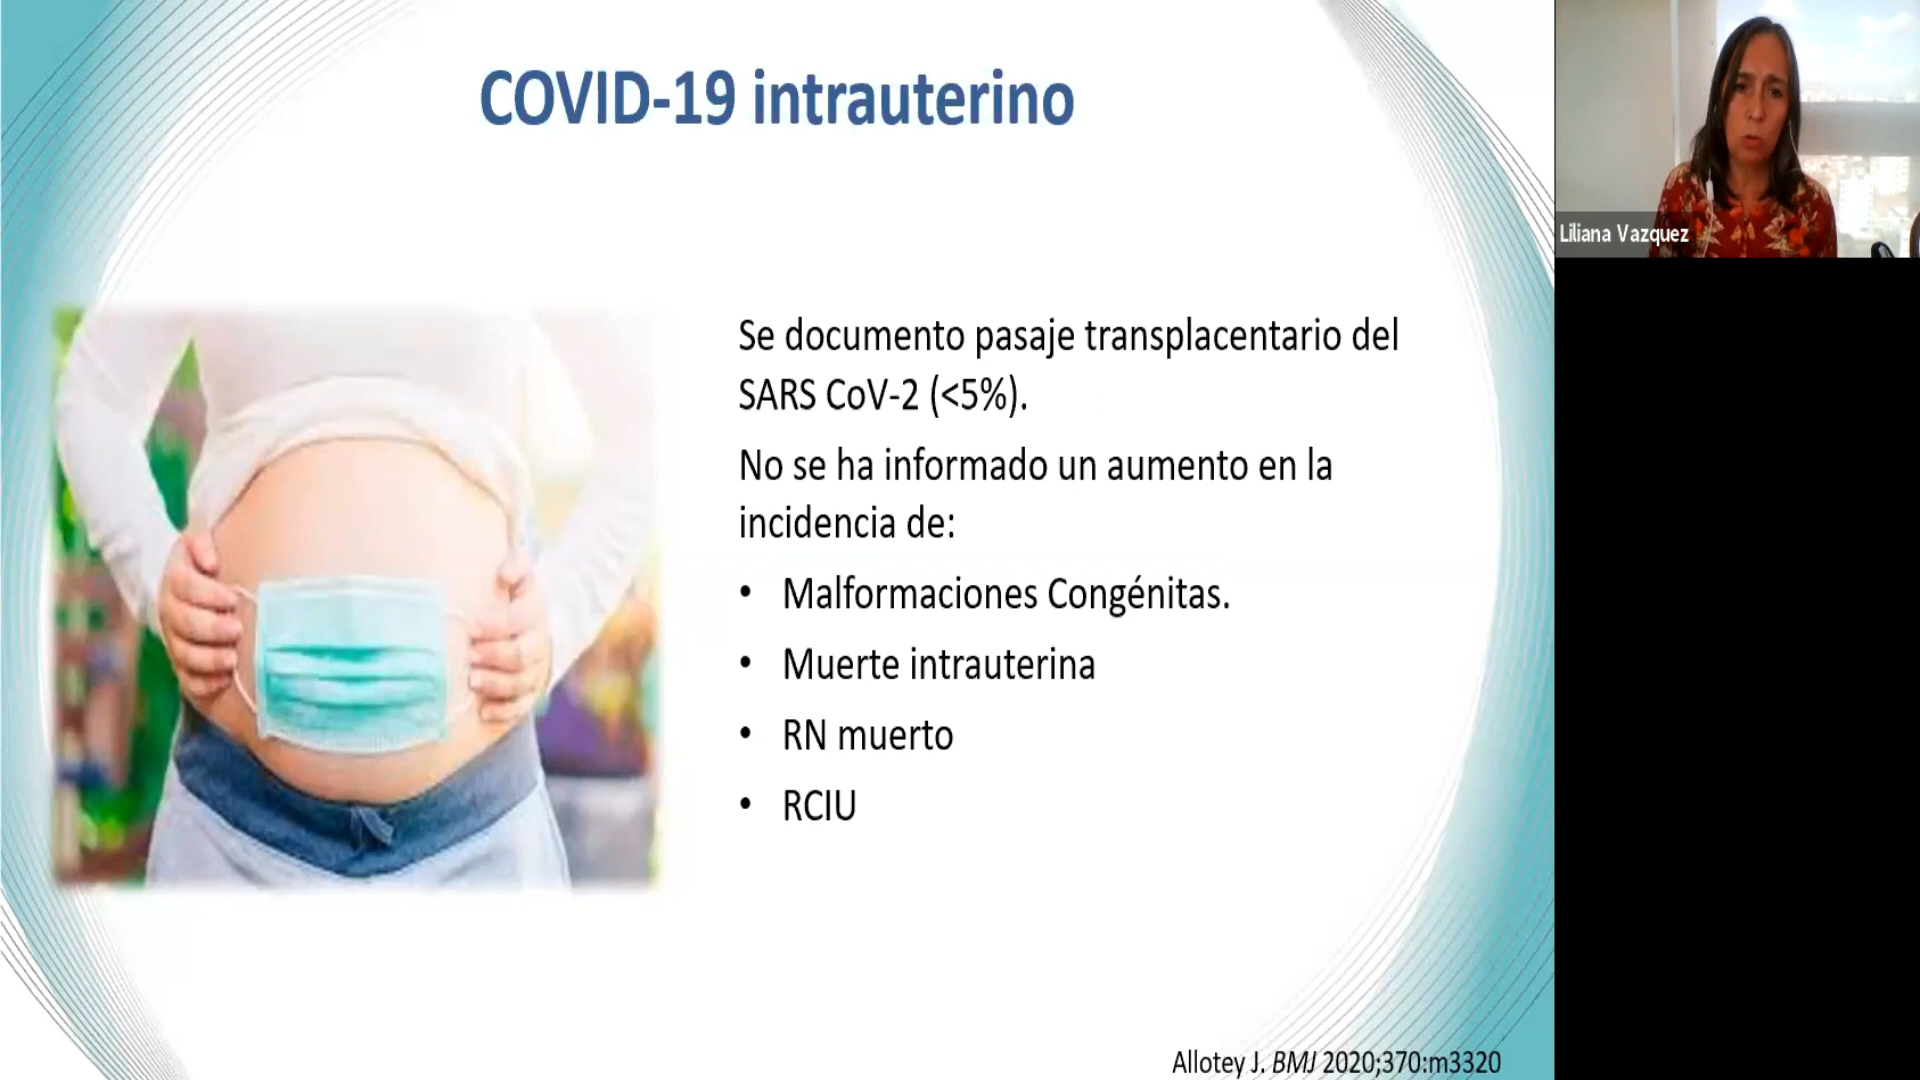 COVID-19 intrauterino
Liliana Vazquez
Se documento pasaje transplacentario del
SARS CoV-2 (<5%).
No se ha informado un aumento en la
incidencia de:
• Malformaciones Congénitas.
• Muerte intrauterina
• RN muerto
• RCIU
Allotey J. BMJ 2020;370:m3320